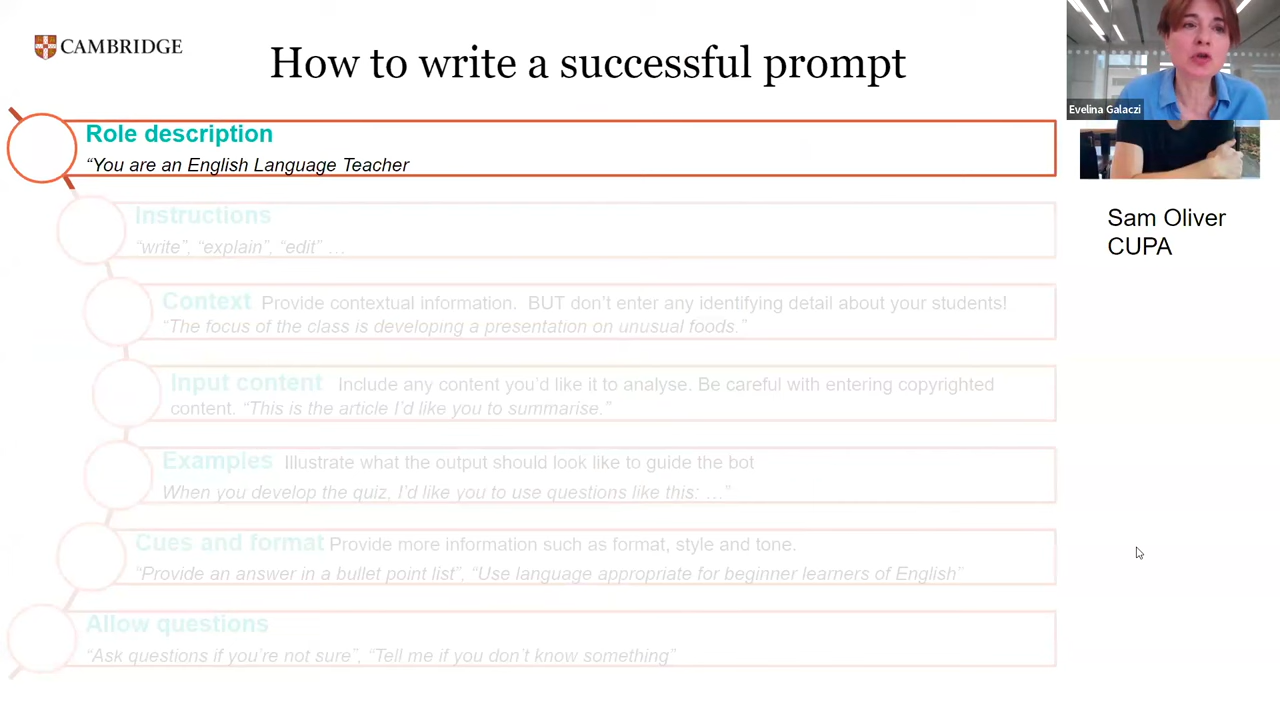 CAMBRIDGE
How to write a successful prompt
Evelina Galaczi
Role description
“You are an English Language Teacher
Instructions
“write”, “explain”, “edit” …
Sam Oliver
CUPA
Context Provide contextual information. BUT don’t enter any identifying detail about your students!
“The focus of the class is developing a presentation on unusual foods.”
Input content Include any content you’d like it to analyse. Be careful with entering copyrighted
content. “This is the article I’d like you to summarise.”
Examples Illustrate what the output should look like to guide the bot
When you develop the quiz, I’d like you to use questions like this: …”
Cues and format Provide more information such as format, style and tone.
“Provide an answer in a bullet point list”, “Use language appropriate for beginner learners of English”
Allow questions
“Ask questions if you’re not sure”, “Tell me if you don’t know something”